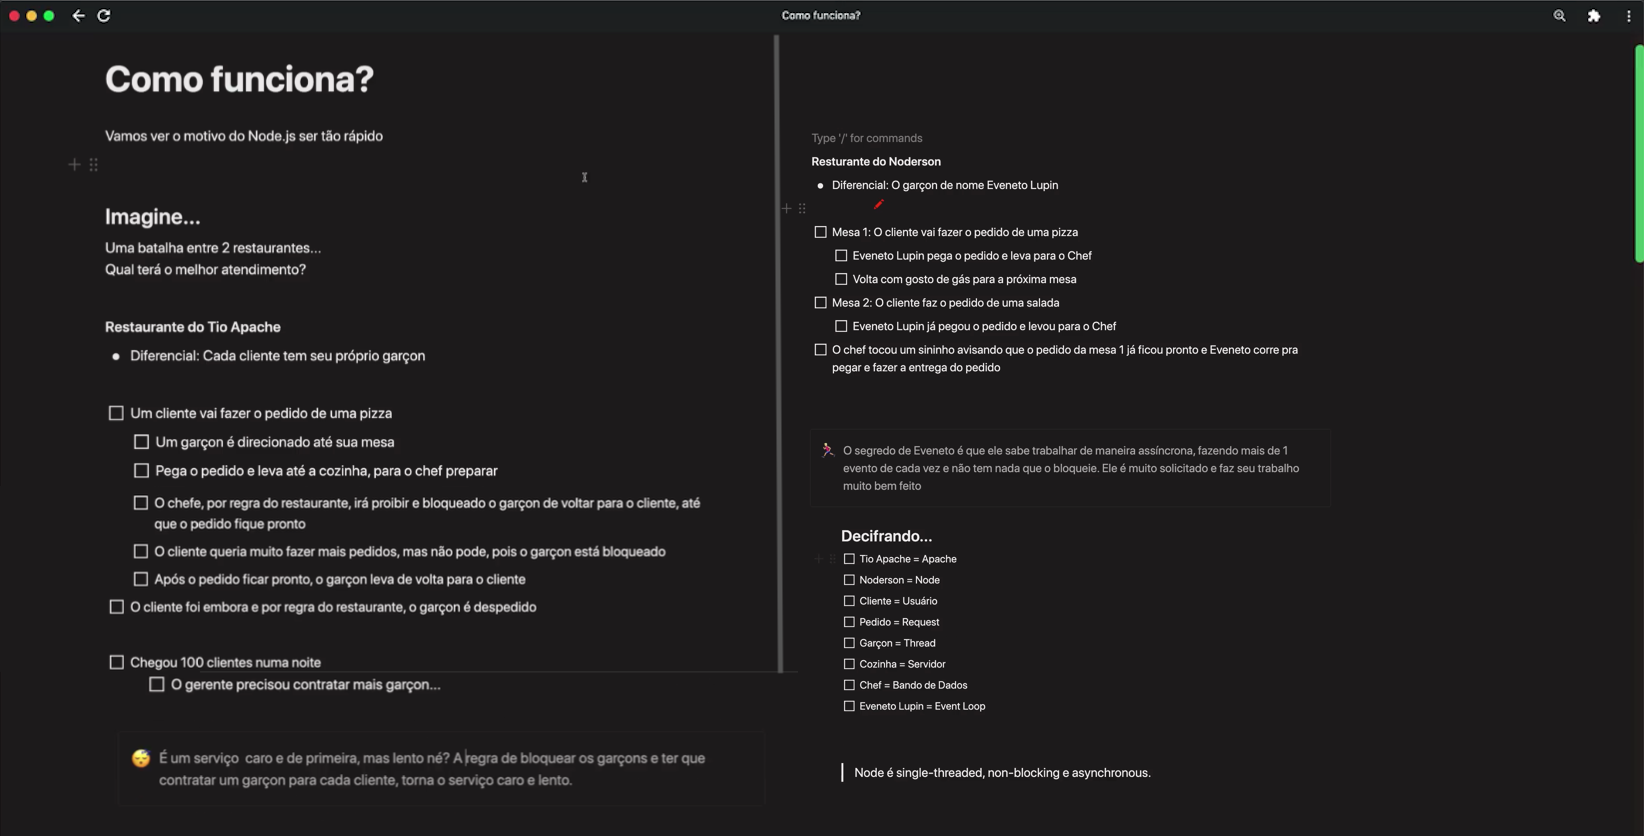 Como funciona?
Como funciona?
Vamos ver o motivo do Node.js ser tão rápido
Imagine...
Uma batalha entre 2 restaurantes...
Qual terá o melhor atendimento?
Restaurante do Tio Apache
Diferencial: Cada cliente tem seu próprio garçon
Um cliente vai fazer o pedido de uma pizza
Um garçon é direcionado até sua mesa
Pega o pedido e leva até a cozinha, para o chef preparar
O chefe, por regra do restaurante, irá proibir e bloqueado o garçon de voltar para o cliente, até
que o pedido fique pronto
O cliente queria muito fazer mais pedidos, mas não pode, pois o garçon está bloqueado
Após o pedido ficar pronto, o garçon leva de volta para o cliente
O cliente foi embora e por regra do restaurante, o garçon é despedido
Chegou 100 clientes numa noite
O gerente precisou contratar mais garçon...
É um serviço caro e de primeira, mas lento né? A regra de bloquear os garçons e ter que
contratar um garçon para cada cliente, torna o serviço caro e lento.
Type '/' for commands
Resturante do Noderson
Diferencial: O garçon de nome Eveneto Lupin
Mesa 1: O cliente vai fazer o pedido de uma pizza
Eveneto Lupin pega o pedido e leva para o Chef
Volta com gosto de gás para a próxima mesa
Mesa 2: O cliente faz o pedido de uma salada
Eveneto Lupin já pegou o pedido e levou para o Chef
O chef tocou um sininho avisando que o pedido da mesa 1 já ficou pronto e Eveneto corre pra
pegar e fazer a entrega do pedido
O segredo de Eveneto é que ele sabe trabalhar de maneira assíncrona, fazendo mais de 1
evento de cada vez e não tem nada que o bloqueie. Ele é muito solicitado e faz seu trabalho
muito bem feito
Decifrando...
Tio Apache = Apache
Noderson = Node
Cliente = Usuário
Pedido = Request
Garçon = Thread
Cozinha = Servidor
Chef = Bando de Dados
Eveneto Lupin = Event Loop
Node é single-threaded, non-blocking e asynchronous.